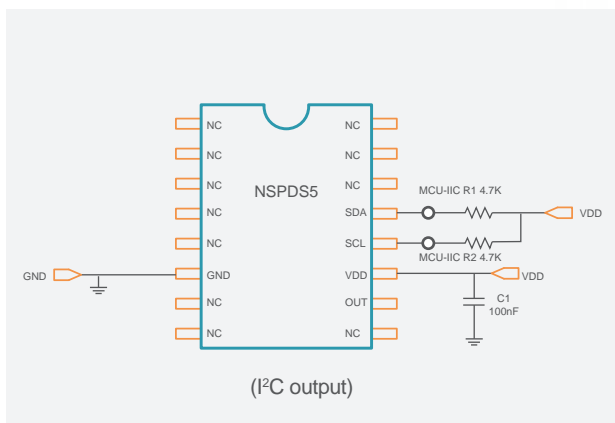 NC
NC
NC
NC
NC
GND
NC
NC
NSPDS5
NC
NC
NC
SDA
SCL
VDD
OUT
NC
MCU-IIC R1 4.7K
VDD
MCU-IIC R2 4.7K
VDD
C1
100nF
GND
(I²C output)